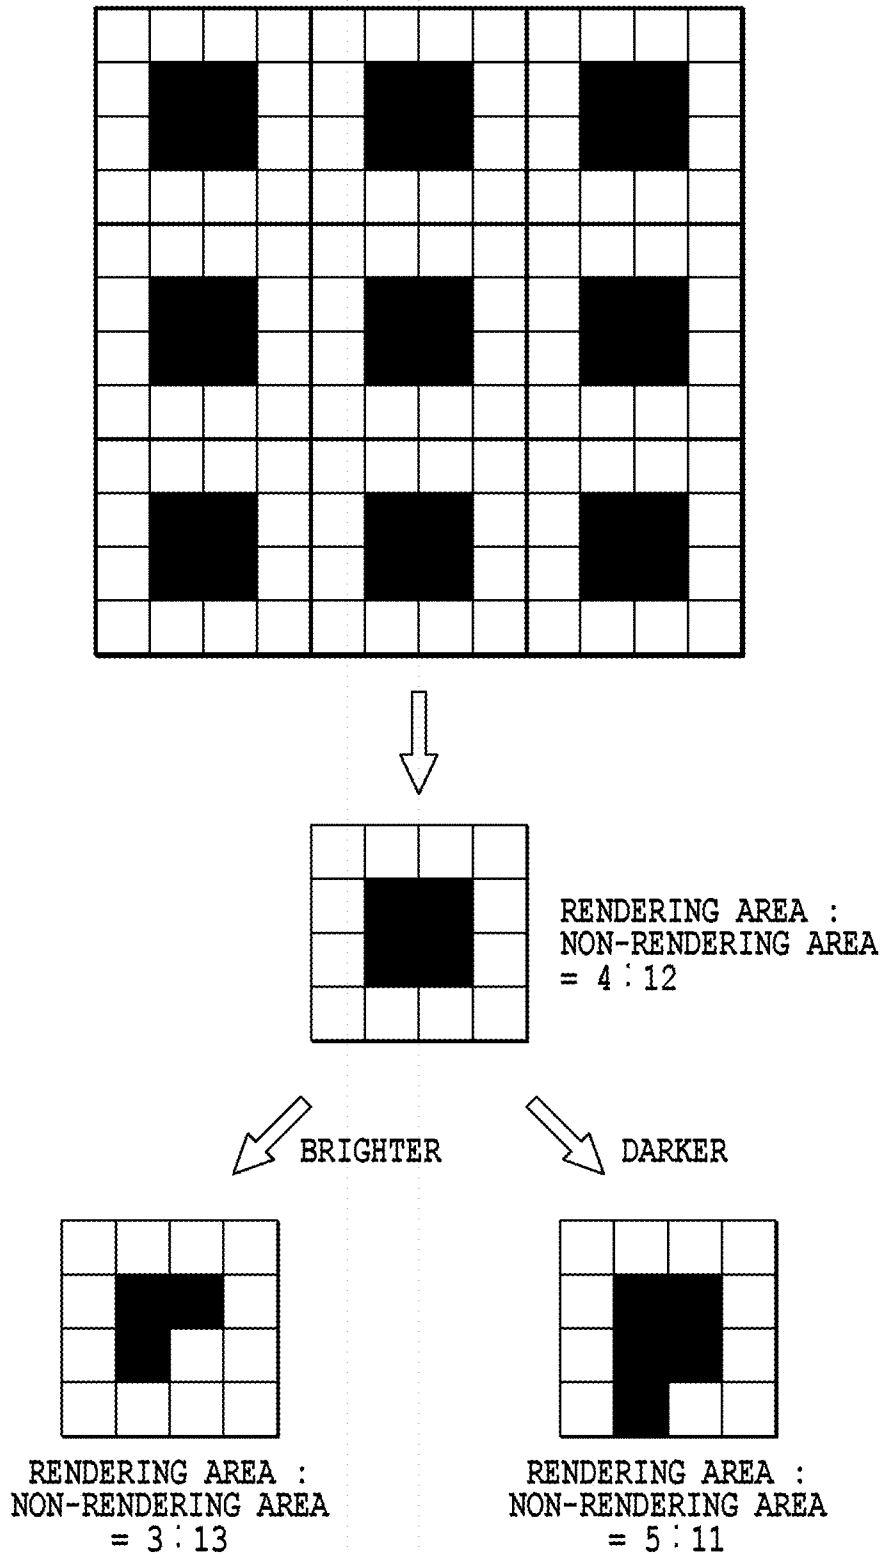 RENDERING AREA :
NON-RENDERING AREA
= 4 : 12
BRIGHTER
DARKER
RENDERING AREA :
NON-RENDERING AREA
= 3 : 13
RENDERING AREA :
NON-RENDERING AREA
= 5 : 11